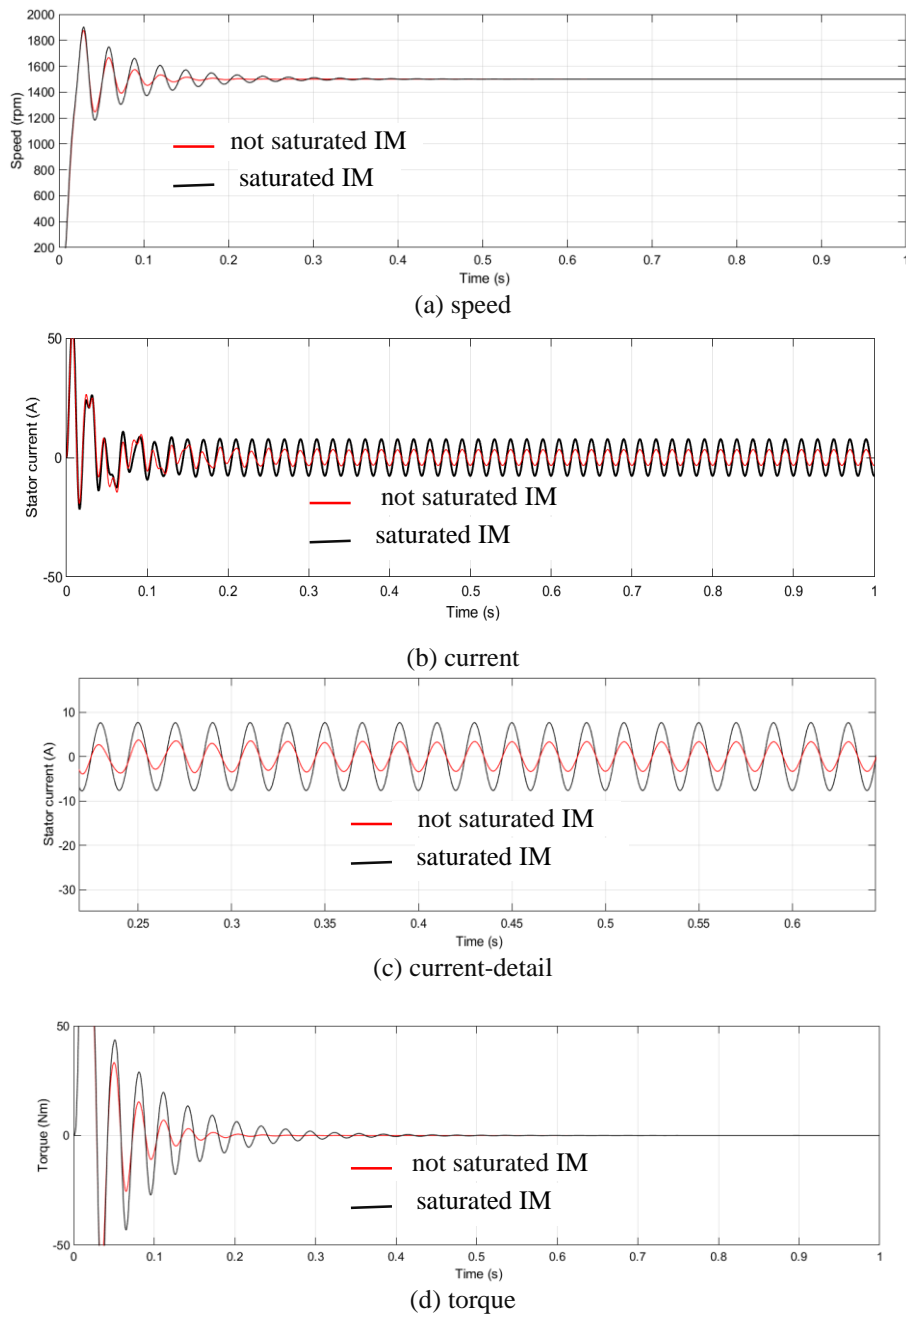 2000
1800
1600
1400
1200
1000
800
600
400
200
Speed (rpm)
not saturated IM
saturated IM
0 0.1 0.2 0.3 0.4 0.5 0.6 0.7 0.8 0.9 1
Time (s)
(a) speed
50
0
-50
Stator current (A)
not saturated IM
saturated IM
0 0.1 0.2 0.3 0.4 0.5 0.6 0.7 0.8 0.9 1
Time (s)
(b) current
10
0
-10
-20
-30
Stator current (A)
not saturated IM
saturated IM
0.25 0.3 0.35 0.4 0.45 0.5 0.55 0.6
Time (s)
(c) current-detail
50
0
-50
Torque (Nm)
not saturated IM
saturated IM
0 0.1 0.2 0.3 0.4 0.5 0.6 0.7 0.8 0.9 1
Time (s)
(d) torque